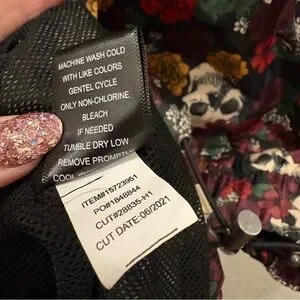 MACHINE WASH COLD
WITH LIKE COLORS
GENTEL CYCLE
ONLY NON-CHLORINE
BLEACH
IF NEEDED
TUMBLE DRY LOW
REMOVE PROMPTLY
COOL
ITEM#15723951
PO#1848844
CUT#28835-H1
CUT DATE:06/2021